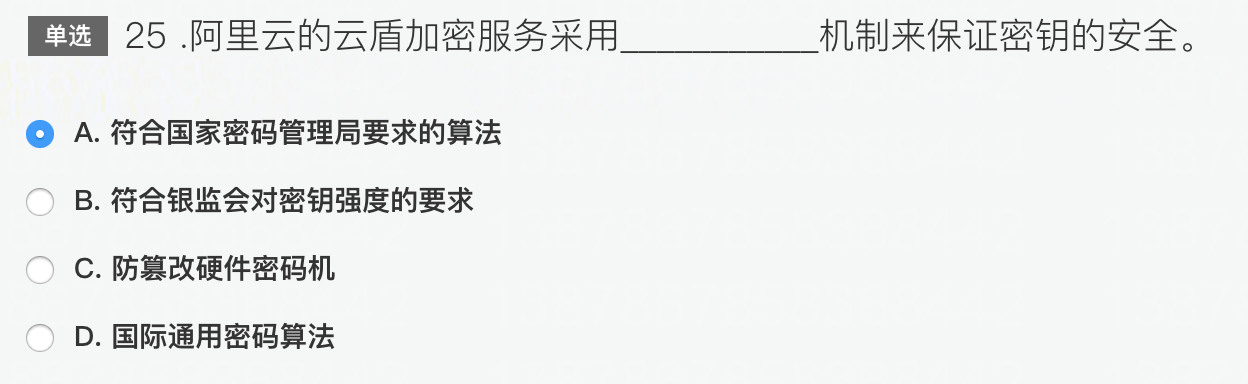 单选 25 .阿里云的云盾加密服务采用___________机制来保证密钥的安全。
A. 符合国家密码管理局要求的算法
B. 符合银监会对密钥强度的要求
C. 防篡改硬件密码机
D. 国际通用密码算法